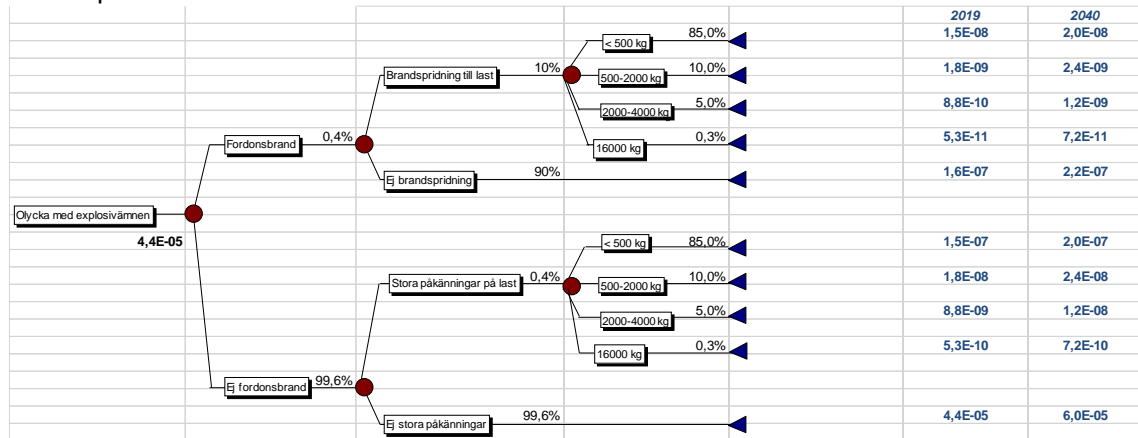 2019 2040
< 500 kg 85,0% 1,5E-08 2,0E-08
Brandspridning till last 10% 500-2000 kg 10,0% 1,8E-09 2,4E-09
2000-4000 kg 5,0% 8,8E-10 1,2E-09
Fordonsbrand 0,4% 16000 kg 0,3% 5,3E-11 7,2E-11
Ej brandspridning 90% 1,6E-07 2,2E-07
Olycka med explosivämnen
4,4E-05 < 500 kg 85,0% 1,5E-07 2,0E-07
Stora påkänningar på last 0,4% 500-2000 kg 10,0% 1,8E-08 2,4E-08
2000-4000 kg 5,0% 8,8E-09 1,2E-08
16000 kg 0,3% 5,3E-10 7,2E-10
Ej fordonsbrand 99,6%
Ej stora påkänningar 99,6% 4,4E-05 6,0E-05